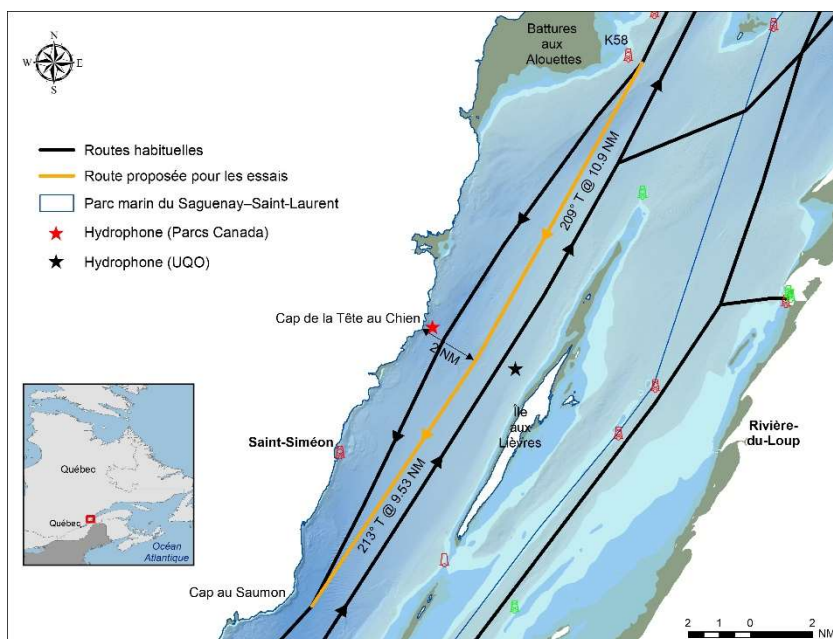 N
W
E
S
Battures
aux
Alouettes
K58
Routes habituelles
Route proposée pour les essais
Parc marin du Saguenay–Saint-Laurent
Hydrophone (Parcs Canada)
Hydrophone (UQO)
209° T @ 10.9 NM
Cap de la Tête au Chien
2 NM
Île
aux
Lièvres
Rivière-
du-Loup
Saint-Siméon
213° T @ 9.53 NM
Québec
Québec
Océan
Atlantique
Cap au Saumon
2 1 0 2
NM